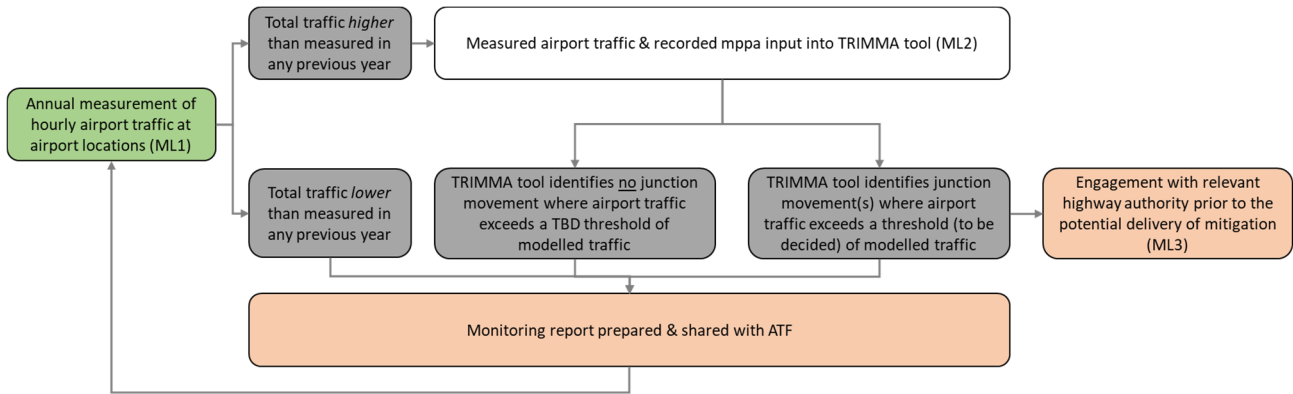 Total traffic higher
than measured in
any previous year
Measured airport traffic & recorded mppa input into TRIMMA tool (ML2)
Annual measurement of
hourly airport traffic at
airport locations (ML1)
Total traffic lower
than measured in
any previous year
TRIMMA tool identifies no junction
movement where airport traffic
exceeds a TBD threshold of
modelled traffic
TRIMMA tool identifies junction
movement(s) where airport
traffic exceeds a threshold (to be
decided) of modelled traffic
Engagement with relevant
highway authority prior to the
potential delivery of mitigation
(ML3)
Monitoring report prepared & shared with ATF